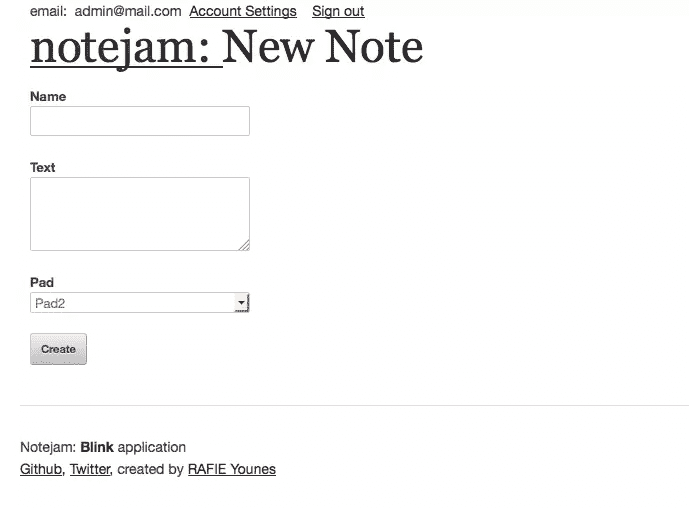 email: admin@mail.com Account Settings Sign out
notejam: New Note
Name
Text
Pad
Pad2
Create
Notejam: Blink application
Github, Twitter, created by RAFIE Younes